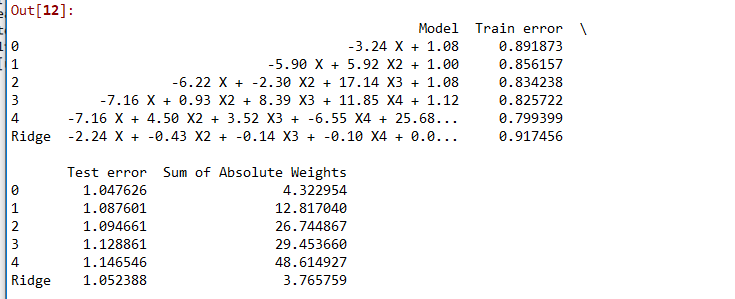 Out[12]:
Model Train error \
0 -3.24 X + 1.08 0.891873
1 -5.90 X + 5.92 X2 + 1.00 0.856157
2 -6.22 X + -2.30 X2 + 17.14 X3 + 1.08 0.834238
3 -7.16 X + 0.93 X2 + 8.39 X3 + 11.85 X4 + 1.12 0.825722
4 -7.16 X + 4.50 X2 + 3.52 X3 + -6.55 X4 + 25.68... 0.799399
Ridge -2.24 X + -0.43 X2 + -0.14 X3 + -0.10 X4 + 0.0... 0.917456
Test error Sum of Absolute Weights
0 1.047626 4.322954
1 1.087601 12.817040
2 1.094661 26.744867
3 1.128861 29.453660
4 1.146546 48.614927
Ridge 1.052388 3.765759